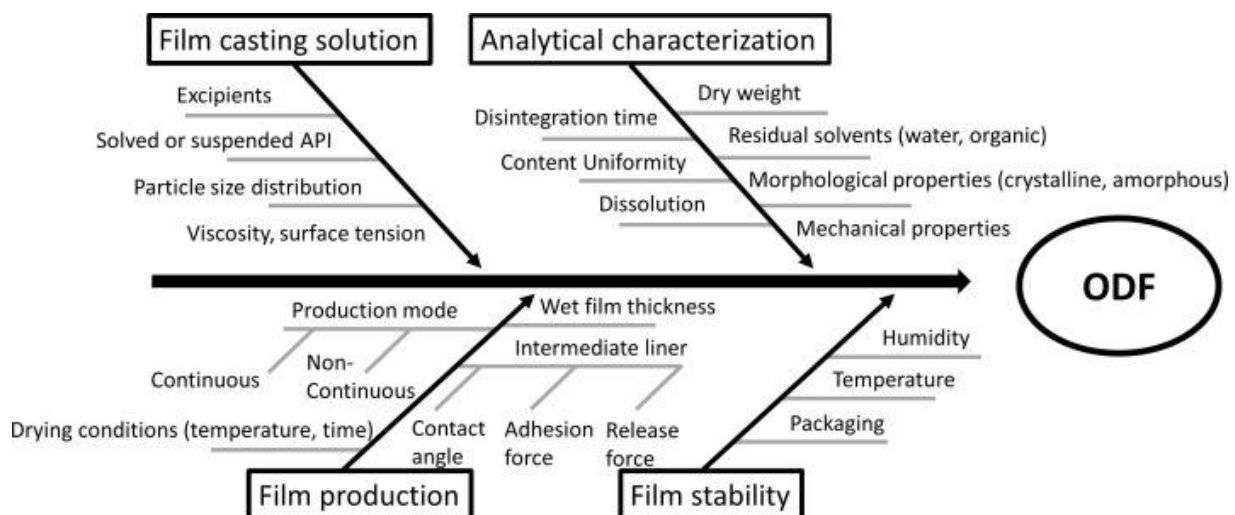 Film casting solution
Analytical characterization
Excipients
Solved or suspended API
Particle size distribution
Viscosity, surface tension
Disintegration time
Content Uniformity
Dissolution
Dry weight
Residual solvents (water, organic)
Morphological properties (crystalline, amorphous)
Mechanical properties
ODF
Production mode
Continuous
Non-
Continuous
Wet film thickness
Intermediate liner
Contact
angle
Adhesion
force
Release
force
Drying conditions (temperature, time)
Film production
Humidity
Temperature
Packaging
Film stability